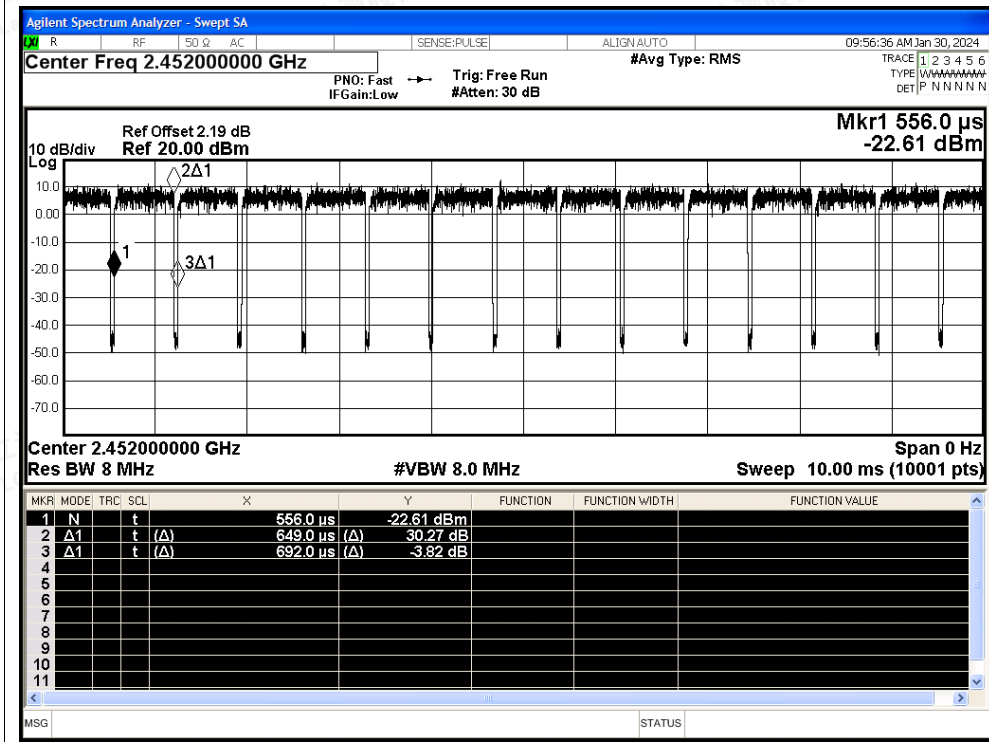 Agilent Spectrum Analyzer - Swept SA
LXI R RF 50 Ω AC SENSE:PULSE ALIGN AUTO 09:56:36 AM Jan 30, 2024
Center Freq 2.452000000 GHz #Avg Type: RMS TRACE 1 2 3 4 5 6
PNO: Fast Trig: Free Run TYPE W
IFGain:Low #Atten: 30 dB DET P N N N N N
Mkr1 556.0 µs
Ref Offset 2.19 dB
10 dB/div Ref 20.00 dBm -22.61 dBm
Log
2Δ1
10.0
0.00
-10.0
1
3Δ1
-20.0
-30.0
-40.0
-50.0
-60.0
-70.0
Center 2.452000000 GHz Span 0 Hz
Res BW 8 MHz #VBW 8.0 MHz Sweep 10.00 ms (10001 pts)
MKR MODE TRC SCL X Y FUNCTION FUNCTION WIDTH FUNCTION VALUE
1 N t 556.0 µs -22.61 dBm
2 Δ1 t (Δ) 649.0 µs (Δ) 30.27 dB
3 Δ1 t (Δ) 692.0 µs (Δ) -3.82 dB
4
5
6
7
8
9
10
11
MSG STATUS